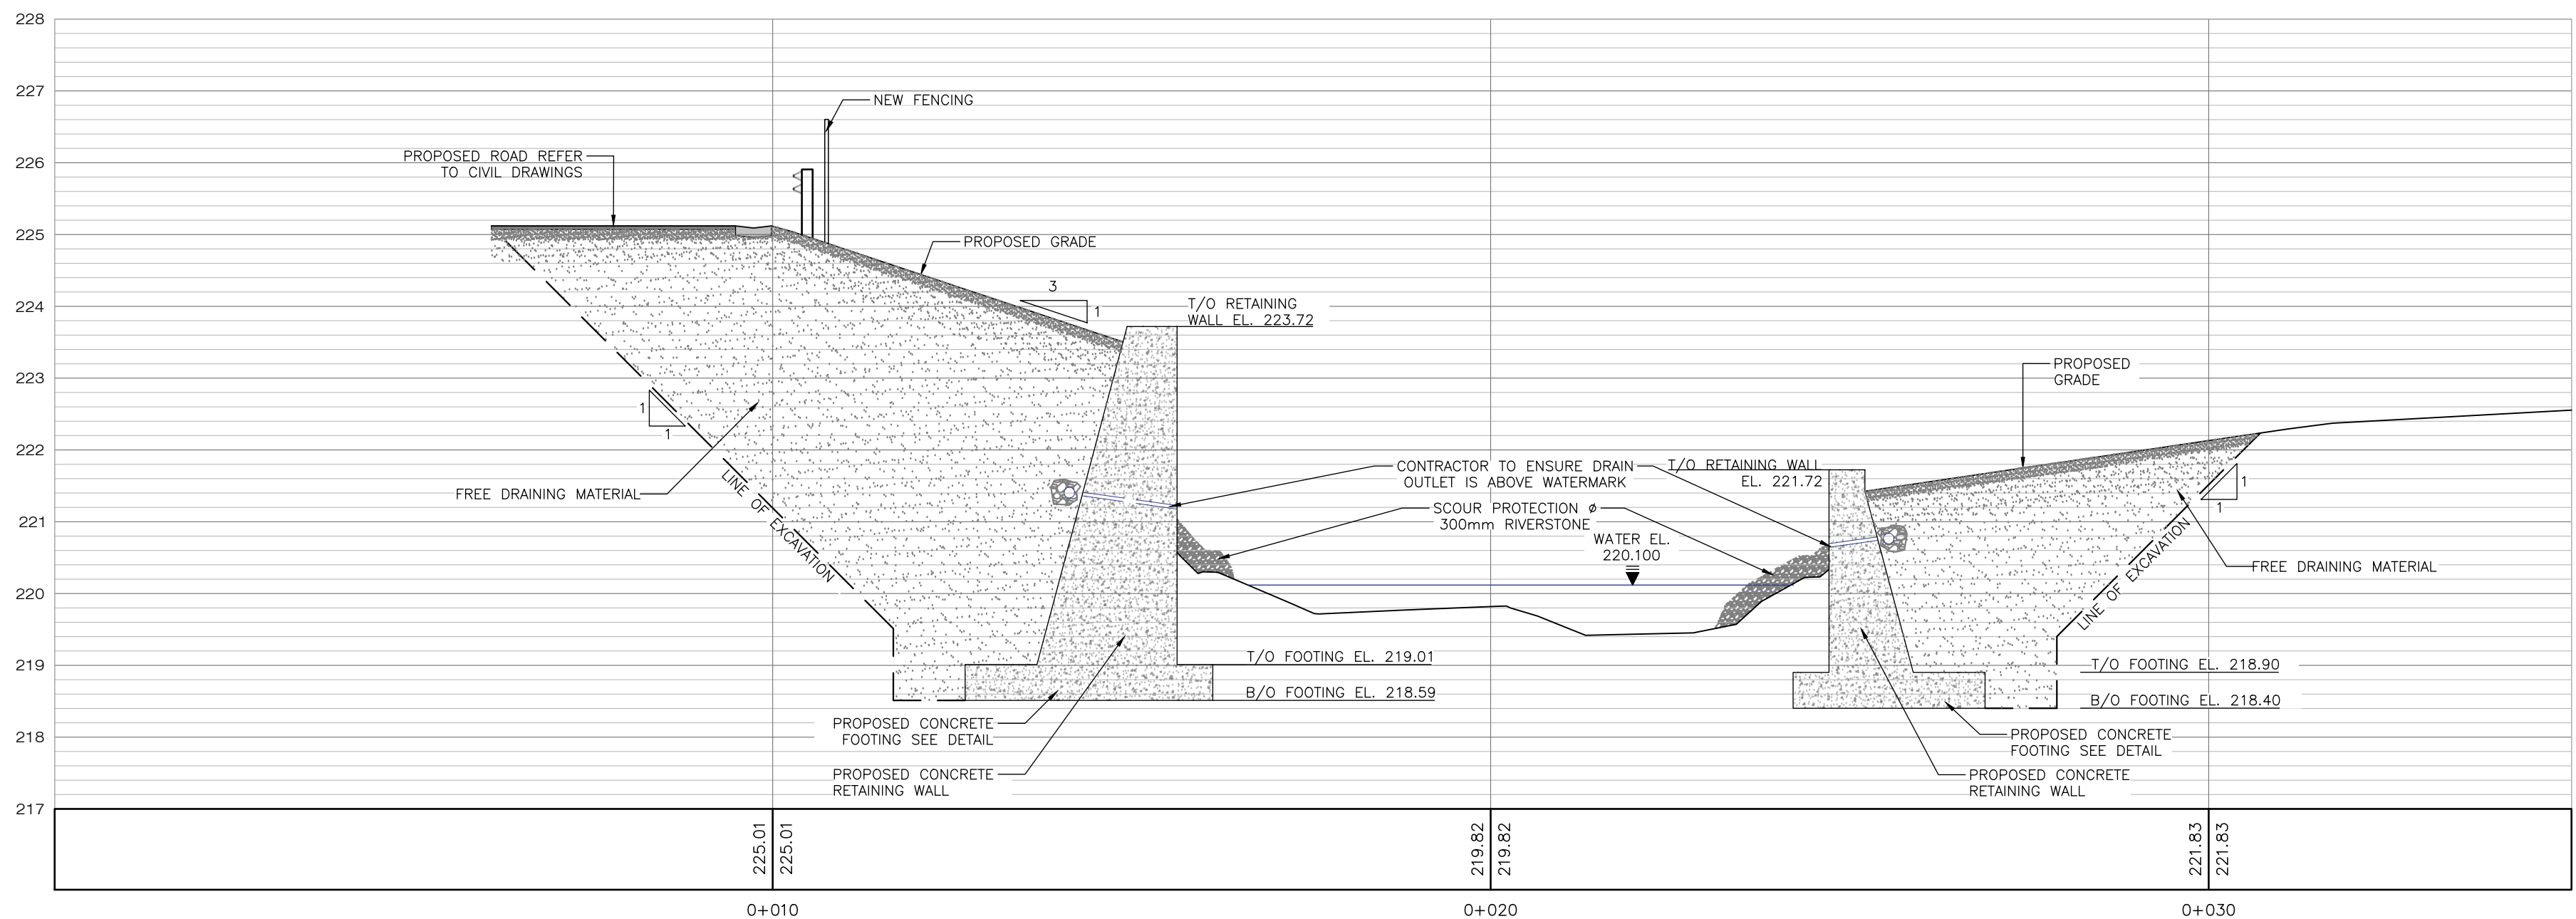 228
227
226
225
224
223
222
221
220
219
218
217
NEW FENCING
PROPOSED ROAD REFER
TO CIVIL DRAWINGS
PROPOSED GRADE
3
1
T/O RETAINING
WALL EL. 223.72
1
1
FREE DRAINING MATERIAL
LINE OF EXCAVATION
CONTRACTOR TO ENSURE DRAIN
OUTLET IS ABOVE WATERMARK
SCOUR PROTECTION ø
300mm RIVERSTONE
WATER EL.
220.100
T/O RETAINING WALL
EL. 221.72
PROPOSED
GRADE
1
1
FREE DRAINING MATERIAL
LINE OF EXCAVATION
T/O FOOTING EL. 219.01
B/O FOOTING EL. 218.59
T/O FOOTING EL. 218.90
B/O FOOTING EL. 218.40
PROPOSED CONCRETE
FOOTING SEE DETAIL
PROPOSED CONCRETE
RETAINING WALL
PROPOSED CONCRETE
FOOTING SEE DETAIL
PROPOSED CONCRETE
RETAINING WALL
225.01
225.01
219.82
219.82
221.83
221.83
0+010
0+020
0+030